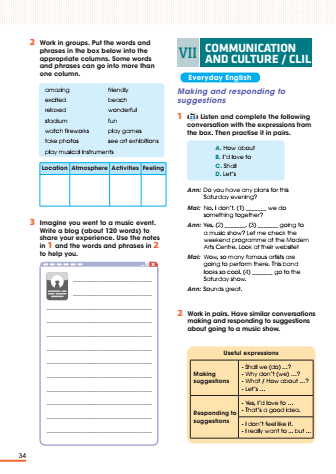 2 Work in groups. Put the words and
phrases in the box below into the
appropriate columns. Some words
and phrases can go into more than
one column.
amazing friendly
excited beach
relaxed wonderful
stadium fun
watch fireworks play games
take photos see art exhibitions
play musical instruments
Location Atmosphere Activities Feeling
3 Imagine you went to a music event.
Write a blog (about 120 words) to
share your experience. Use the notes
in 1 and the words and phrases in 2
to help you.
34
VII COMMUNICATION
AND CULTURE / CLIL
Everyday English
Making and responding to
suggestions
1 Listen and complete the following
conversation with the expressions from
the box. Then practise it in pairs.
A. How about
B. I'd love to
C. Shall
D. Let's
Ann: Do you have any plans for this
Saturday evening?
Mai: No, I don't. (1) _______ we do
something together?
Ann: Yes, (2) _______. (3) _______ going to
a music show? Let me check the
weekend programme at the Modern
Arts Centre. Look at their website.
Mai: Wow, so many famous artists are
going to perform there. This band
looks so cool. (4) _______ go to the
Saturday show.
Ann: Sounds great.
2 Work in pairs. Have similar conversations
making and responding to suggestions
about going to a music show.
Useful expressions
Making
suggestions
- Shall we (do) ...?
- Why don't (we) ...?
- What / How about ...?
- Let's ...
Responding to
suggestions
- Yes, I'd love to ...
- That's a good idea.
- I don't feel like it.
- I really want to ... but ...